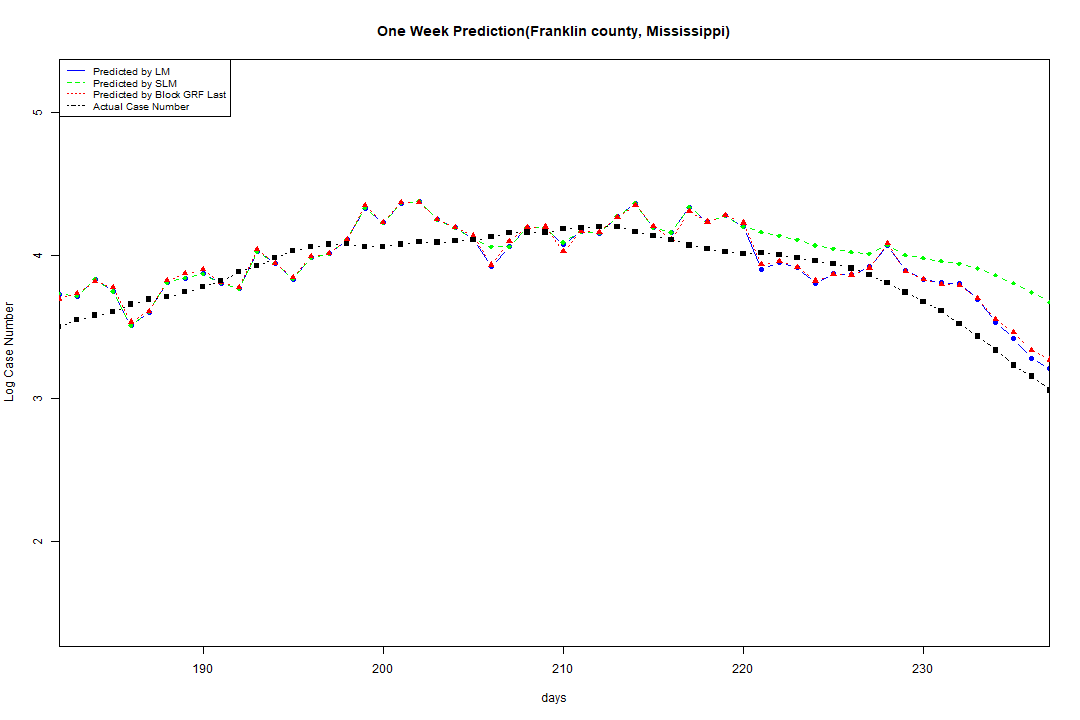 One Week Prediction(Franklin county, Mississippi)
Predicted by LM
Predicted by SLM
Predicted by Block GRF Last
Actual Case Number
5
4
3
2
Log Case Number
190 200 210 220 230
days